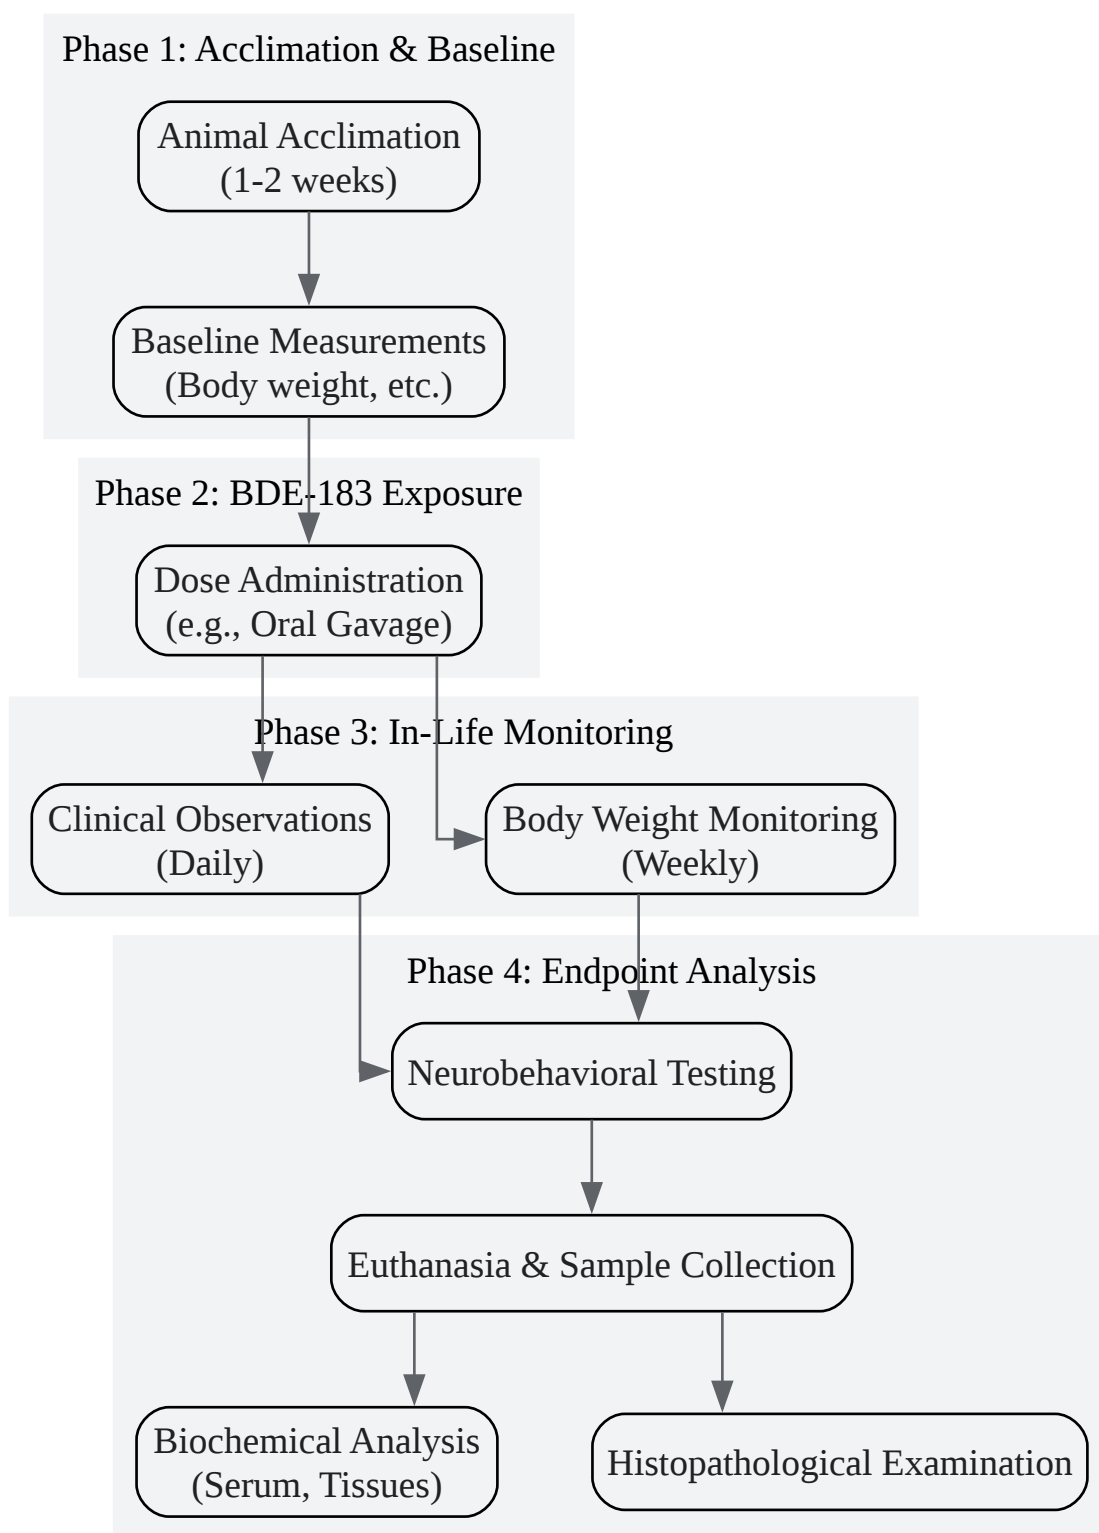 Phase 1: Acclimation & Baseline
Animal Acclimation
(1-2 weeks)
Baseline Measurements
(Body weight, etc.)
Phase 2: BDE-183 Exposure
Dose Administration
(e.g., Oral Gavage)
Phase 3: In-Life Monitoring
Clinical Observations
(Daily)
Body Weight Monitoring
(Weekly)
Phase 4: Endpoint Analysis
Neurobehavioral Testing
Euthanasia & Sample Collection
Biochemical Analysis
(Serum, Tissues)
Histopathological Examination